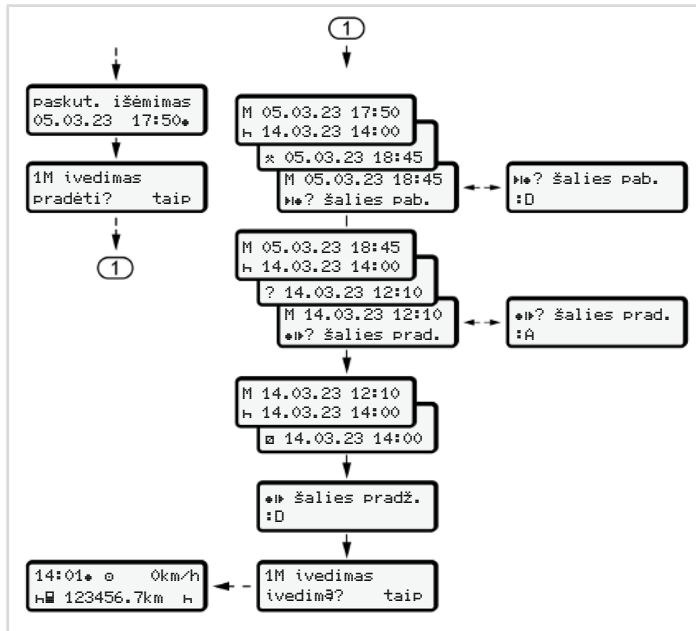 paskut. išėmimas
05.03.23 17:50
1M ivedimas
pradėti? taip
1
1
M 05.03.23 17:50
14.03.23 14:00
05.03.23 18:45
M 05.03.23 18:45
? šalies pab.
? šalies pab.
:D
M 05.03.23 18:45
14.03.23 14:00
? 14.03.23 12:10
M 14.03.23 12:10
? šalies prad.
? šalies prad.
:A
M 14.03.23 12:10
14.03.23 14:00
14.03.23 14:00
šalies pradž.
:D
1M ivedimas
ivedimą? taip
14:01 0km/h
123456.7km